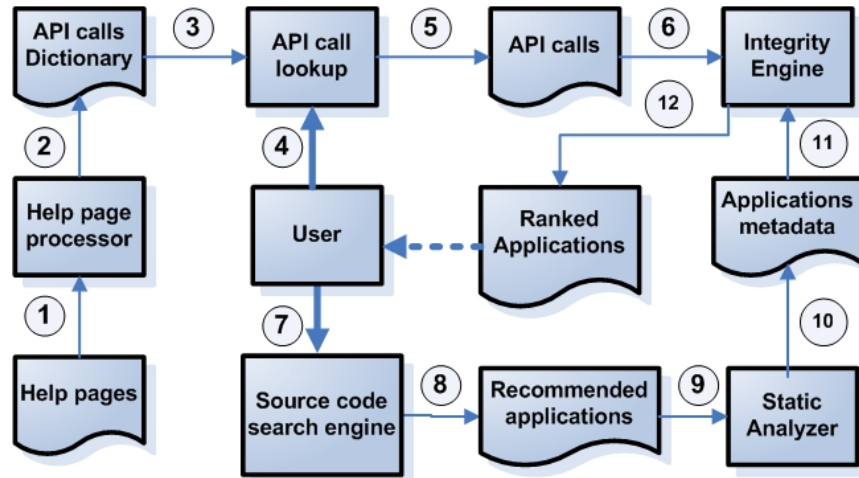 API calls
Dictionary
3
API call
lookup
5
API calls
6
Integrity
Engine
12
2
4
11
Help page
processor
User
Ranked
Applications
Applications
metadata
1
7
10
Help pages
Source code
search engine
8
Recommended
applications
9
Static
Analyzer